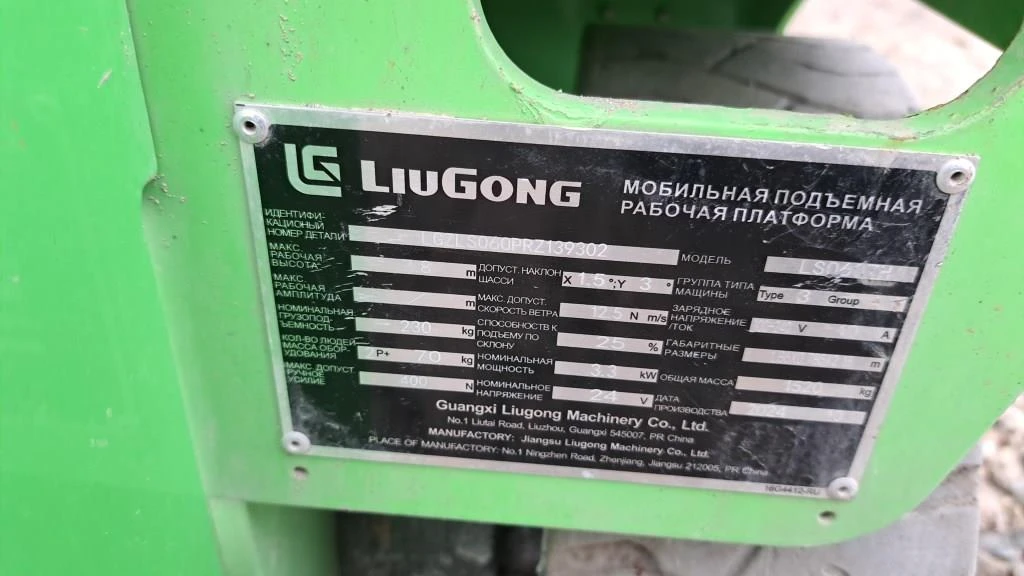 LG LIUGONG
МОБИЛЬНАЯ ПОДЪЕМНАЯ
РАБОЧАЯ ПЛАТФОРМА
ИДЕНТИФИ-
КАЦИОНЫЙ
НОМЕР ДЕТАЛИ
МОДЕЛЬ
МАКС.
РАБОЧАЯ
ВЫСОТА: m
ДОПУСТ. НАКЛОН
ШАССИ X 1.5 °:Y 3 °
ГРУППА ТИПА
МАШИНЫ Type 3 Group
МАКС.
РАБОЧАЯ
АМПЛИТУДА m
МАКС. ДОПУСТ.
СКОРОСТЬ ВЕТРА 12.5 N m/s
ЗАРЯДНОЕ
НАПРЯЖЕНИЕ
/ТОК V A
НОМИНАЛЬНАЯ
ГРУЗОПОД-
ЬЕМНОСТЬ 230 kg
СПОСОБНОСТЬ К
ПОДЪЕМУ ПО
СКЛОНУ 25 %
ГАБАРИТНЫЕ
РАЗМЕРЫ m
КОЛ-ВО ЛЮДЕЙ
МАССА ОБОР-
УДОВАНИЯ P+ 70 kg
НОМИНАЛЬНАЯ
МОЩНОСТЬ 3.3 kW
ОБЩАЯ МАССА 1520 kg
МАКС. ДОПУСТ.
РУЧНОЕ
УСИЛИЕ 400 N
НОМИНАЛЬНОЕ
НАПРЯЖЕНИЕ 24 V
ДАТА
ПРОИЗВОДСТВА 2024
Guangxi Liugong Machinery Co., Ltd.
No.1 Liutai Road, Liuzhou, Guangxi 545007, PR China
MANUFACTORY: Jiangsu Liugong Machinery Co., Ltd.
PLACE OF MANUFACTORY: No.1 Ningzhen Road, Zhenjiang, Jiangsu 212005, PR China
16G4412-RU